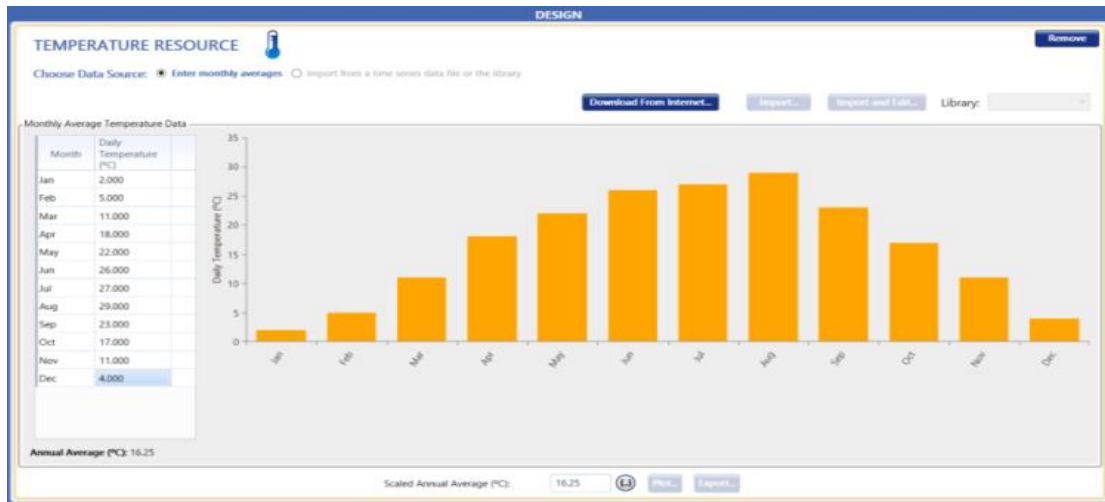 DESIGN
TEMPERATURE RESOURCE
Remove
Choose Data Source: Enter monthly averages Import from a time series data file or the library
Download From Internet... Import... Import and Edit... Library:
Monthly Average Temperature Data
Month Daily Temperature (ºC)
Jan 2.000
Feb 5.000
Mar 11.000
Apr 18.000
May 22.000
Jun 26.000
Jul 27.000
Aug 29.000
Sep 23.000
Oct 17.000
Nov 11.000
Dec 4.000
Daily Temperature (ºC)
35
30
25
20
15
10
5
0
Jan Feb Mar Apr May Jun Jul Aug Sep Oct Nov Dec
Annual Average (ºC): 16.25
Scaled Annual Average (ºC): 16.25 Plot... Export...